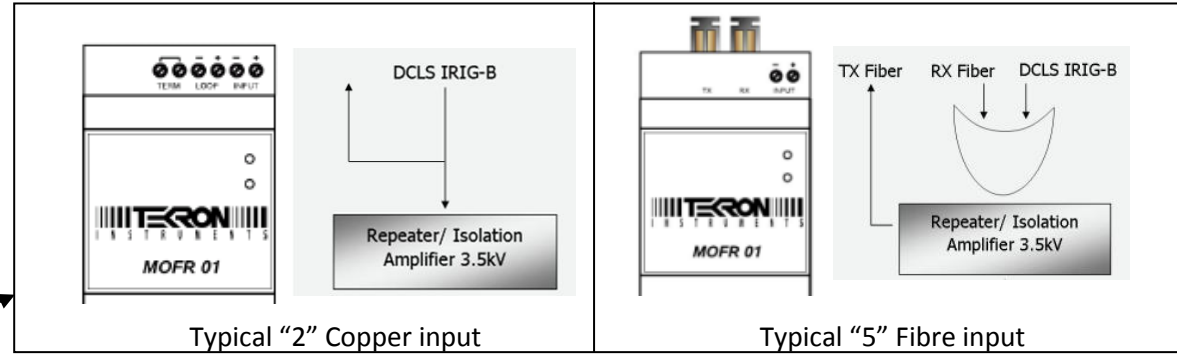 TERM LOOP INPUT
TEKRON
INSTRUMENTS
MOFR 01
DCLS IRIG-B
Repeater/ Isolation
Amplifier 3.5kV
Typical “2” Copper input
TX RX INPUT
TEKRON
INSTRUMENTS
MOFR 01
TX Fiber RX Fiber DCLS IRIG-B
Repeater/ Isolation
Amplifier 3.5kV
Typical “5” Fibre input